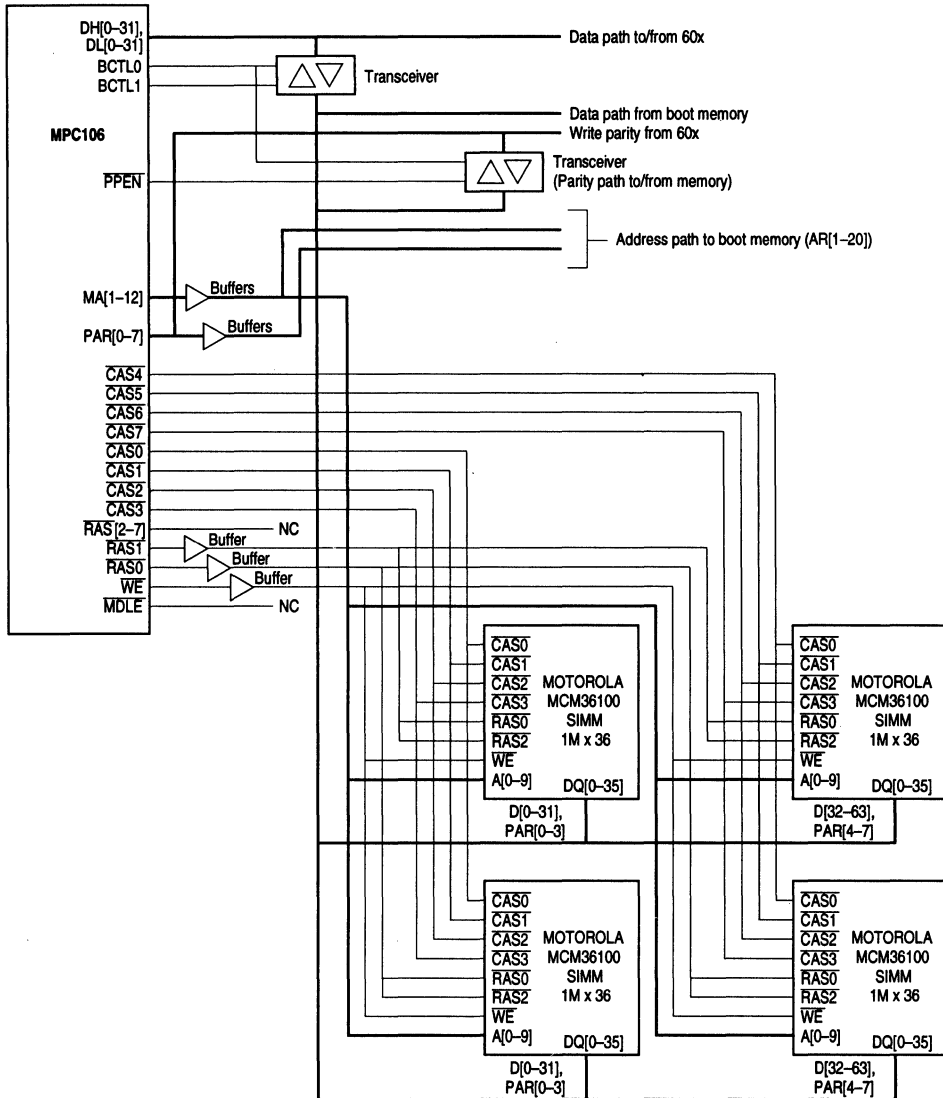 DH[0–31],
DL[0–31]
BCTL0
BCTL1
MPC106
PPEN
MA[1–12]
PAR[0–7]
CAS4
CAS5
CAS6
CAS7
CAS0
CAS1
CAS2
CAS3
RAS[2–7]
RAS1
RAS0
WE
MDLE
Data path to/from 60x
Transceiver
Data path from boot memory
Write parity from 60x
Transceiver
(Parity path to/from memory)
Address path to boot memory (AR[1–20])
Buffers
Buffers
NC
Buffer
Buffer
Buffer
NC
CAS0
CAS1
CAS2
CAS3
RAS0
RAS2
WE
A[0–9]
MOTOROLA
MCM36100
SIMM
1M x 36
DQ[0–35]
D[0–31],
PAR[0–3]
CAS0
CAS1
CAS2
CAS3
RAS0
RAS2
WE
A[0–9]
MOTOROLA
MCM36100
SIMM
1M x 36
DQ[0–35]
D[32–63],
PAR[4–7]
CAS0
CAS1
CAS2
CAS3
RAS0
RAS2
WE
A[0–9]
MOTOROLA
MCM36100
SIMM
1M x 36
DQ[0–35]
D[0–31],
PAR[0–3]
CAS0
CAS1
CAS2
CAS3
RAS0
RAS2
WE
A[0–9]
MOTOROLA
MCM36100
SIMM
1M x 36
DQ[0–35]
D[32–63],
PAR[4–7]